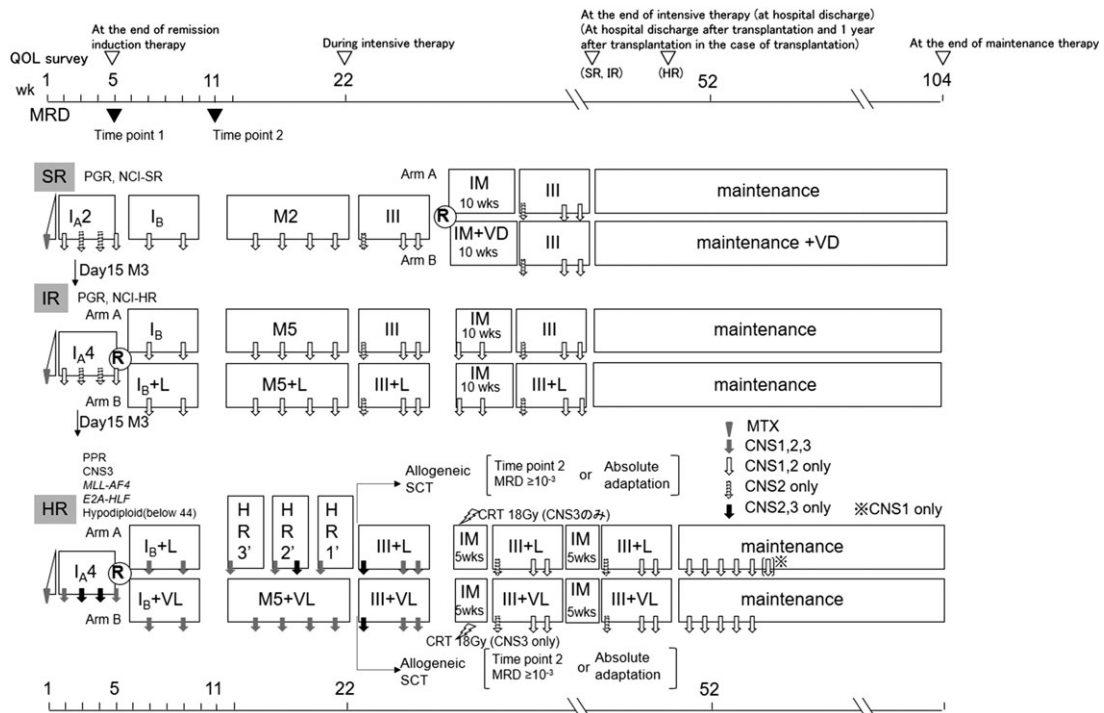 At the end of remission
induction therapy
During intensive therapy
At the end of intensive therapy (at hospital discharge)
(At hospital discharge after transplantation and 1 year
after transplantation in the case of transplantation)
At the end of maintenance therapy
QOL survey
(SR, IR)
(HR)
1
5
11
22
52
104
wk
MRD
Time point 1
Time point 2
SR
PGR, NCI-SR
Arm A
IA2
IB
M2
III
R
IM
10 wks
III
maintenance
IM+VD
10 wks
III
maintenance +VD
Arm B
Day15 M3
IR
PGR, NCI-HR
Arm A
IA4
R
IB
M5
III
IM
10 wks
III
maintenance
IB+L
M5+L
III+L
IM
10 wks
III+L
maintenance
Arm B
Day15 M3
MTX
CNS1,2,3
CNS1,2 only
CNS2 only
CNS2,3 only
※CNS1 only
PPR
CNS3
MLL-AF4
E2A-HLF
Hypodiploid(below 44)
HR
Allogeneic
SCT
Time point 2
MRD ≥10-3
or
Absolute
adaptation
CRT 18Gy (CNS3のみ)
Arm A
IA4
R
IB+L
HR3'
HR2'
HR1'
III+L
IM
5wks
III+L
IM
5wks
III+L
maintenance
※
IB+VL
M5+VL
III+VL
IM
5wks
III+VL
IM
5wks
III+VL
maintenance
Arm B
CRT 18Gy (CNS3 only)
Allogeneic
SCT
Time point 2
MRD ≥10-3
or
Absolute
adaptation
1
5
11
22
52